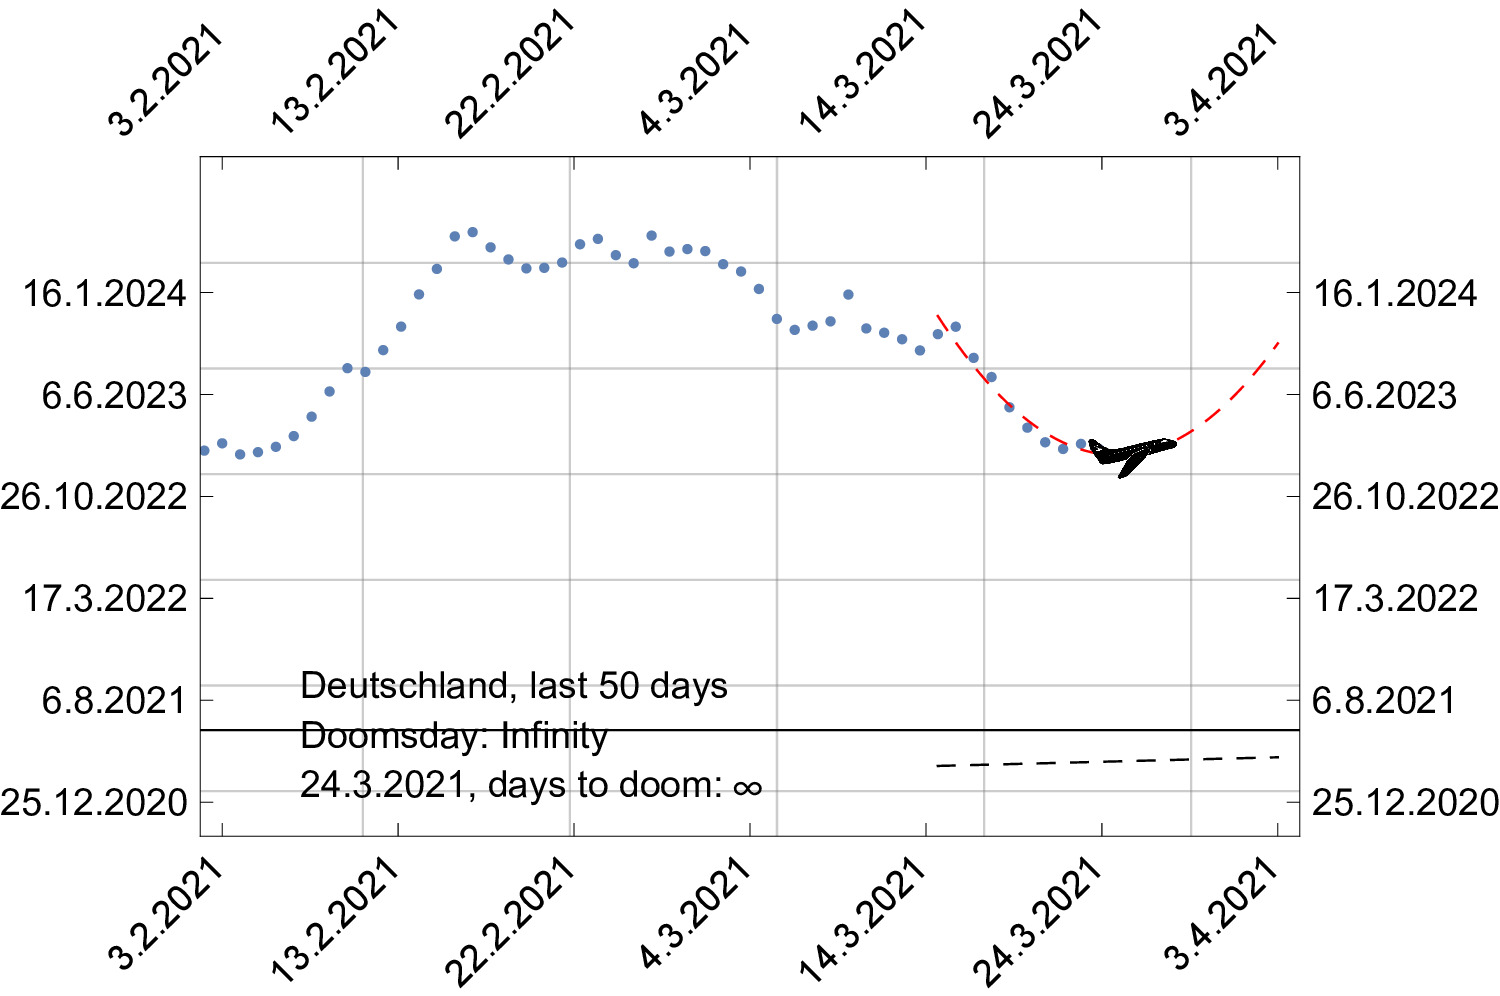 3.2.2021 13.2.2021 22.2.2021 4.3.2021 14.3.2021 24.3.2021 3.4.2021
16.1.2024 16.1.2024
6.6.2023 6.6.2023
26.10.2022 26.10.2022
17.3.2022 17.3.2022
Deutschland, last 50 days
6.8.2021 6.8.2021
Doomsday: Infinity
24.3.2021, days to doom: ∞
25.12.2020 25.12.2020
3.2.2021 13.2.2021 22.2.2021 4.3.2021 14.3.2021 24.3.2021 3.4.2021